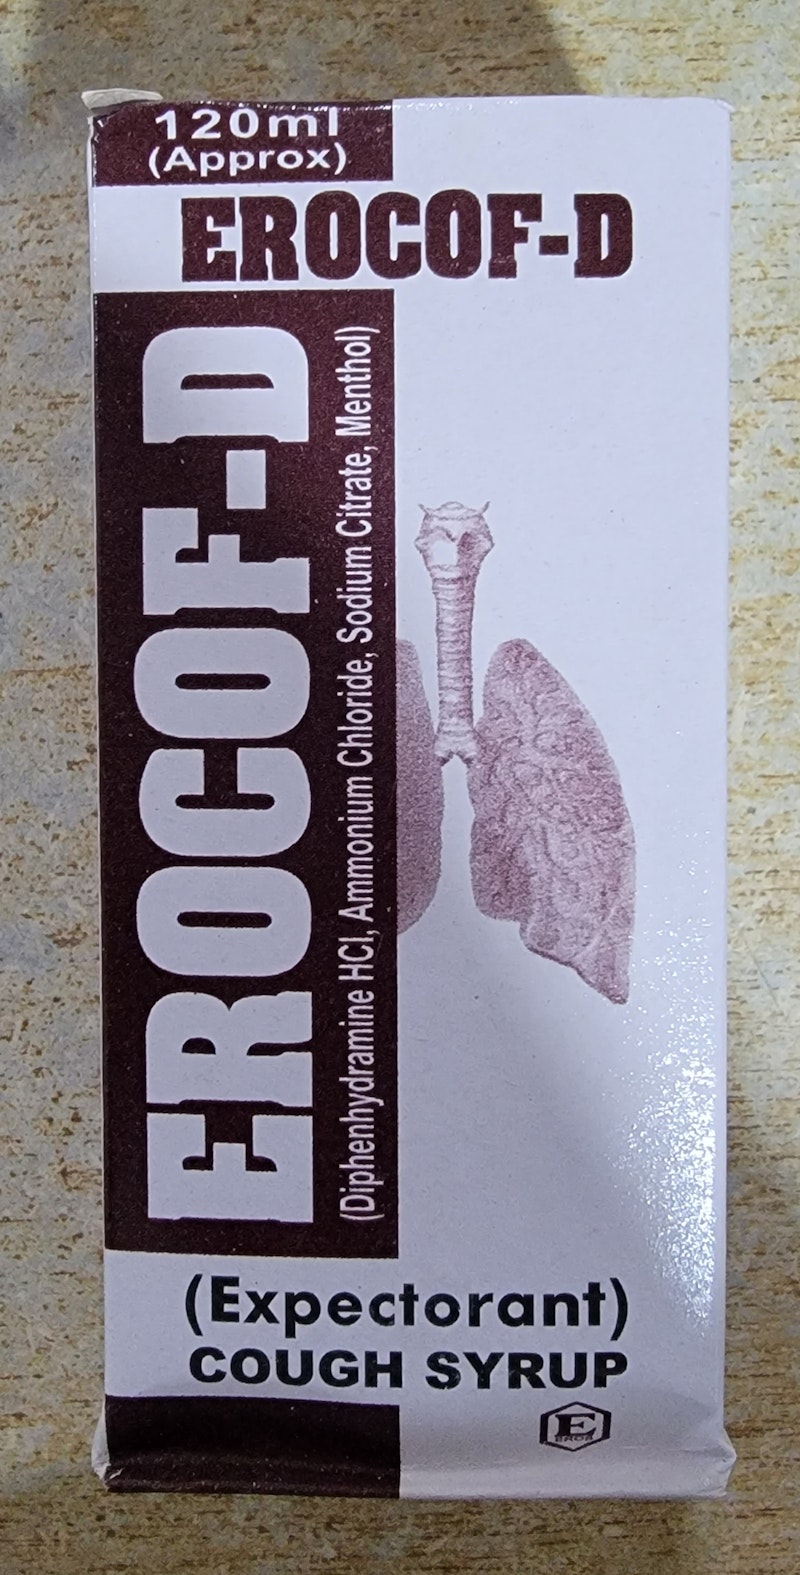 120ml
(Approx)
EROCOF-D
EROCOF-D
(Diphenhydramine HCl, Ammonium Chloride, Sodium Citrate, Menthol)
(Expectorant)
COUGH SYRUP
E